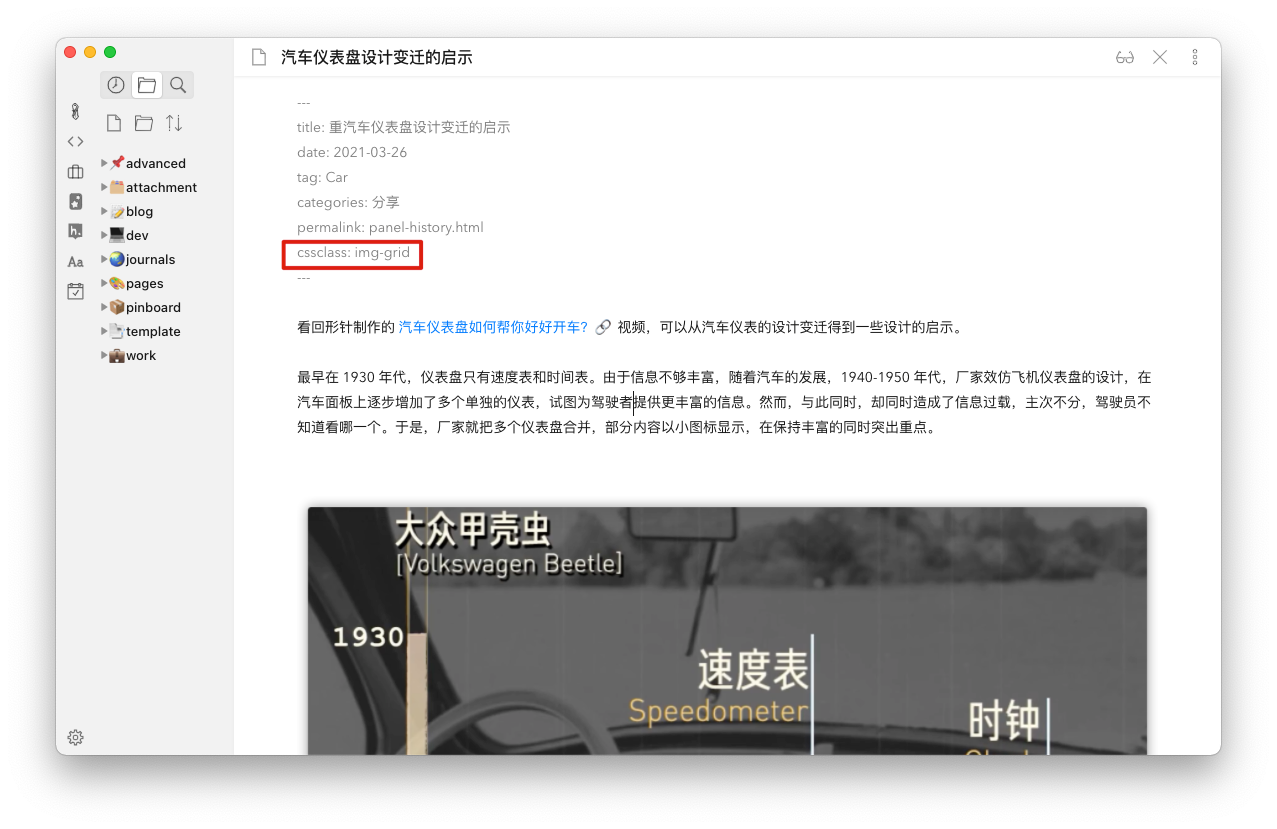 汽车仪表盘设计变迁的启示
advanced
attachment
blog
dev
journals
pages
pinboard
template
work
h.
Aa
---
title: 重汽车仪表盘设计变迁的启示
date: 2021-03-26
tag: Car
categories: 分享
permalink: panel-history.html
cssclass: img-grid
---
看回形针制作的 汽车仪表盘如何帮你好好开车? 视频，可以从汽车仪表的设计变迁得到一些设计的启示。
最早在 1930 年代，仪表盘只有速度表和时间表。由于信息不够丰富，随着汽车的发展，1940-1950 年代，厂家效仿飞机仪表盘的设计，在
汽车面板上逐步增加了多个单独的仪表，试图为驾驶者提供更丰富的信息。然而，与此同时，却同时造成了信息过载，主次不分，驾驶员不
知道看哪一个。于是，厂家就把多个仪表盘合并，部分内容以小图标显示，在保持丰富的同时突出重点。
大众甲壳虫
[Volkswagen Beetle]
1930
速度表
Speedometer
时钟